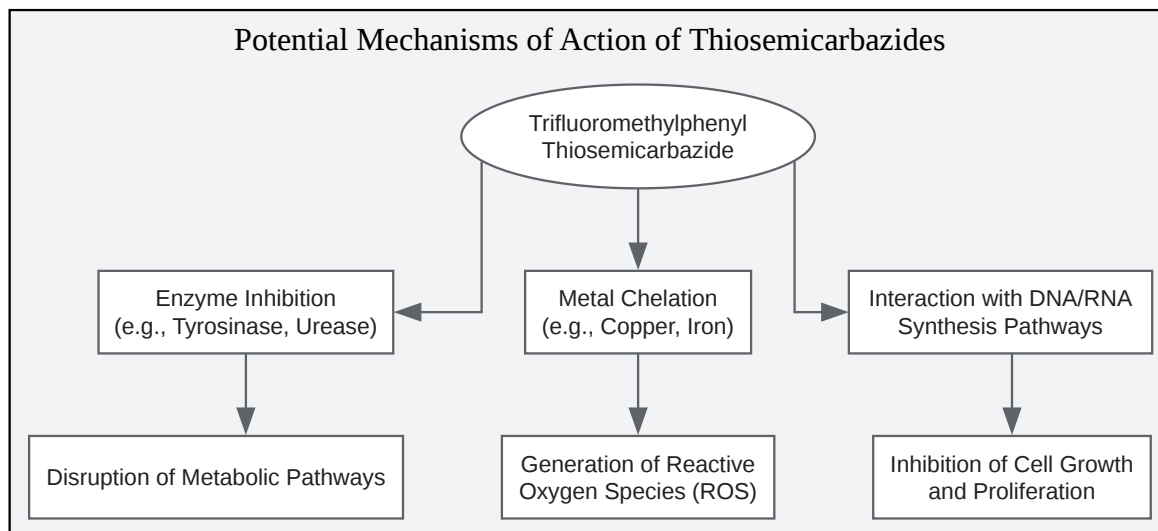 Potential Mechanisms of Action of Thiosemicarbazides
Trifluoromethylphenyl
Thiosemicarbazide
Enzyme Inhibition
(e.g., Tyrosinase, Urease)
Metal Chelation
(e.g., Copper, Iron)
Interaction with DNA/RNA
Synthesis Pathways
Disruption of Metabolic Pathways
Generation of Reactive
Oxygen Species (ROS)
Inhibition of Cell Growth
and Proliferation